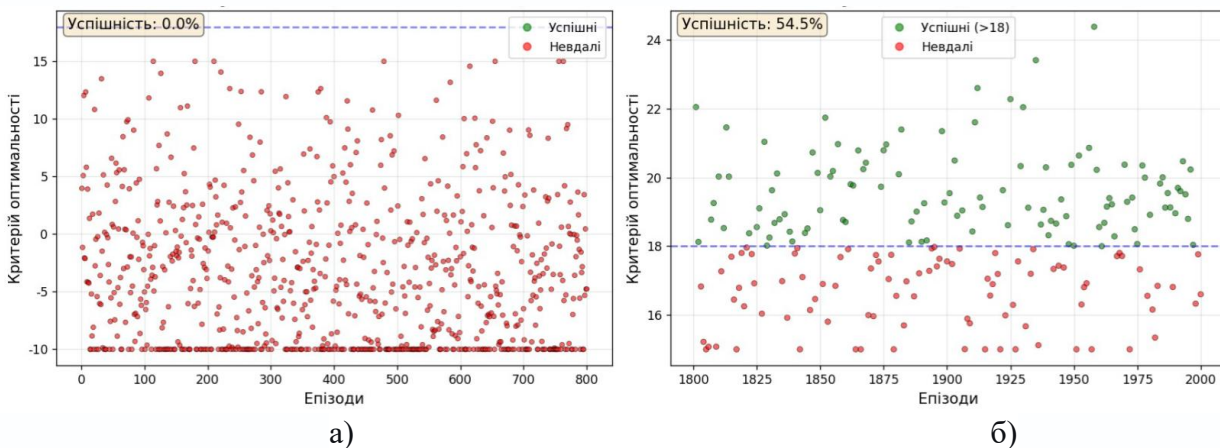 Успішність: 0.0%
Успішні
Невдалі
Критерій оптимальності
15
10
5
0
-5
-10
0 100 200 300 400 500 600 700 800
Епізоди
а)
Успішність: 54.5%
Успішні (>18)
Невдалі
Критерій оптимальності
24
22
20
18
16
1800 1825 1850 1875 1900 1925 1950 1975 2000
Епізоди
б)